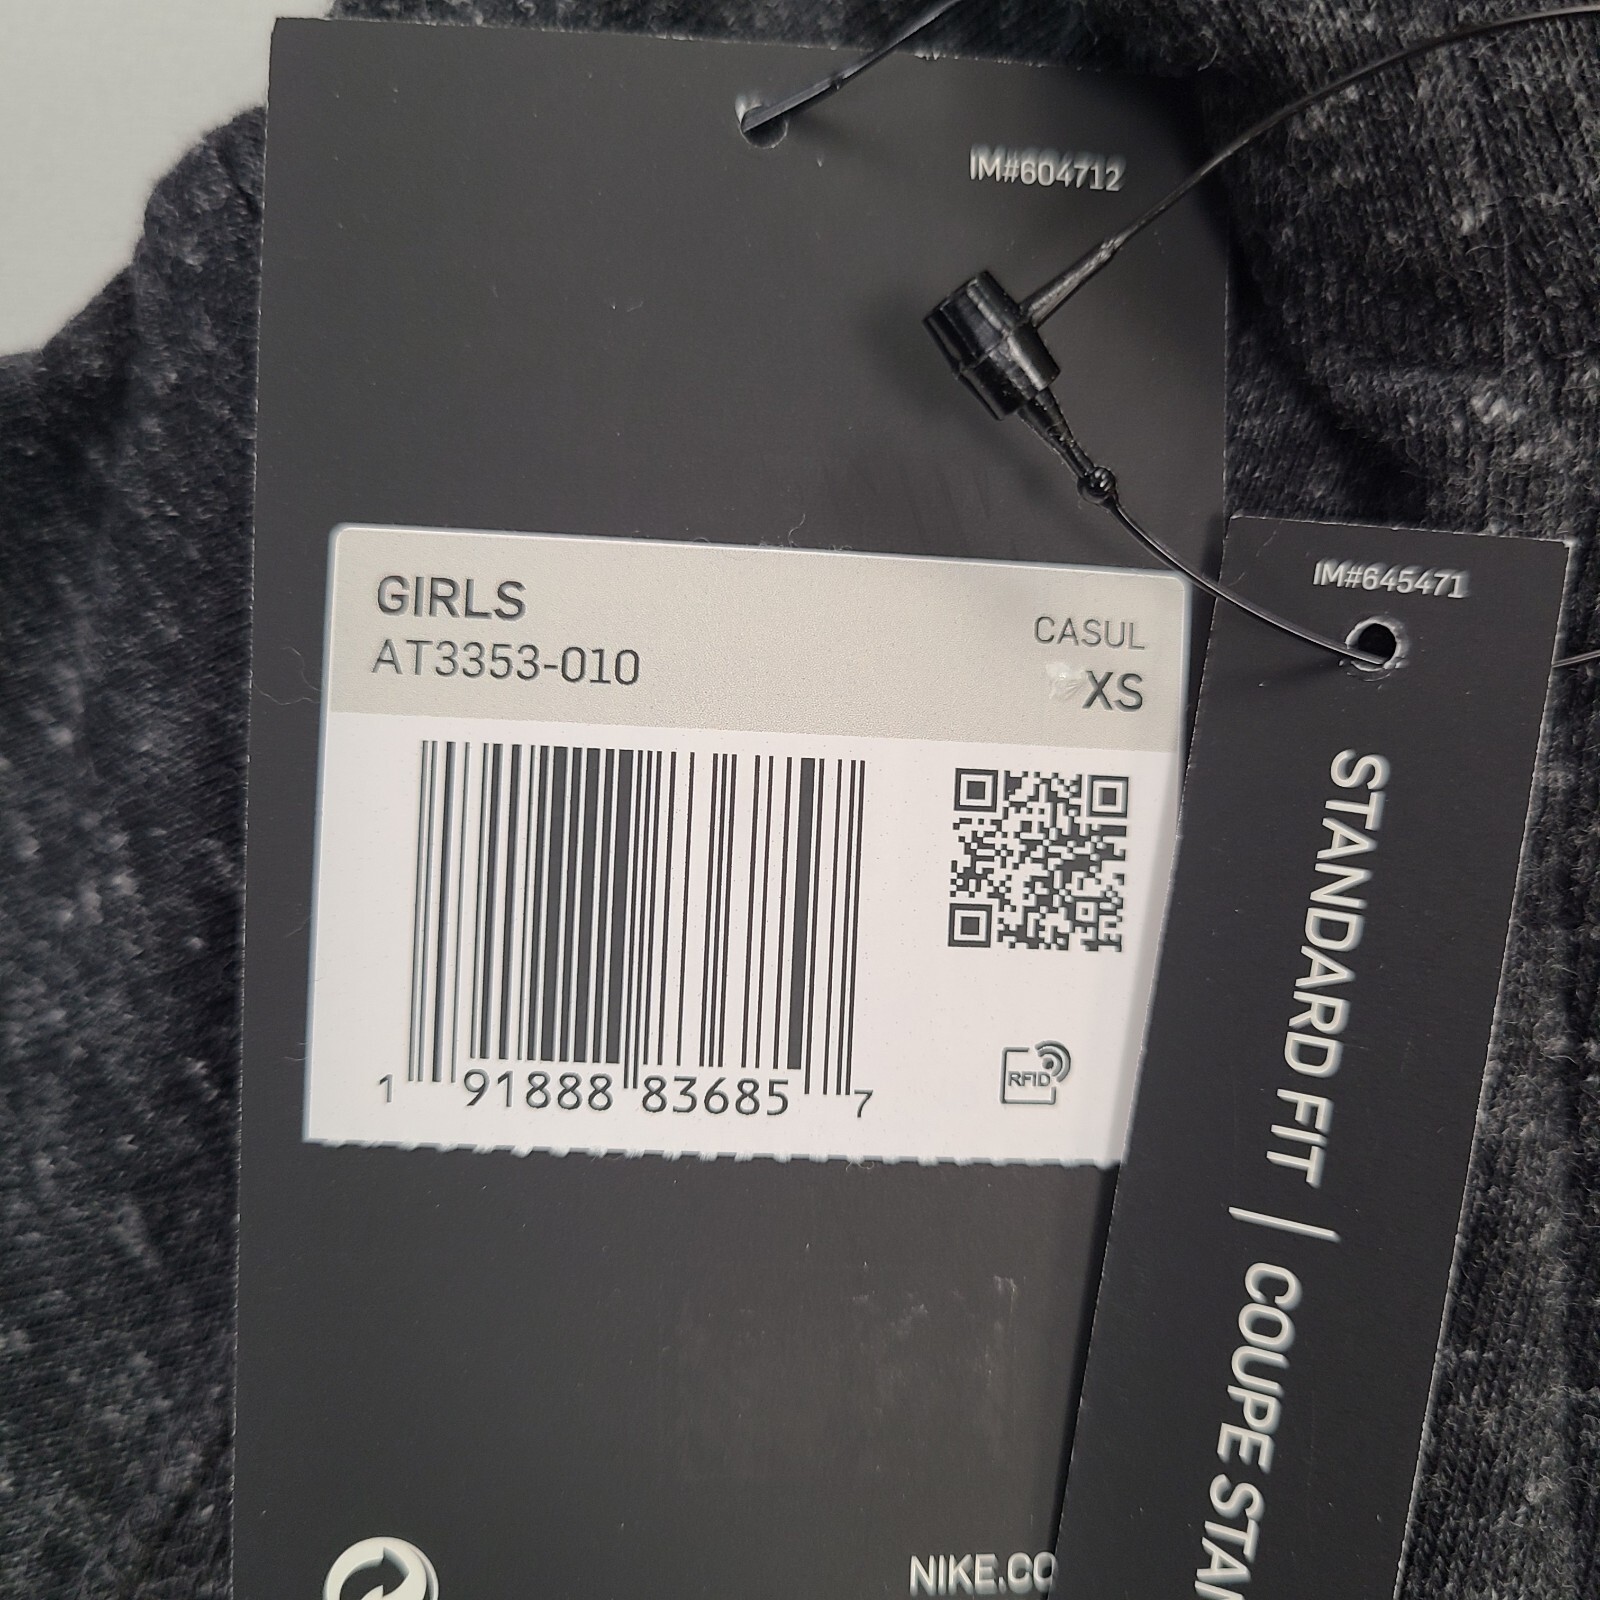 IM#604712
GIRLS
AT3353-010
CASUL
XS
1 91888 83685 7
RFID
NIKE.CO
IM#645471
STANDARD FIT | COUPE STAN